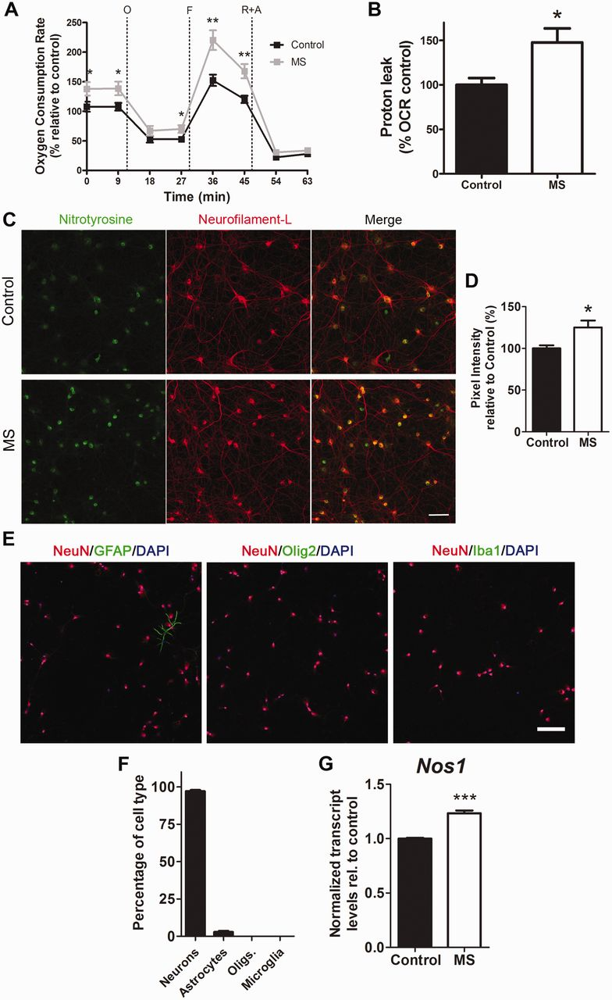 A
O
F
R+A
Oxygen Consumption Rate
(% relative to control)
250
200
150
100
50
0
* * * ** **
Control
MS
0 9 18 27 36 45 54 63
Time (min)
B
Proton leak
(% OCR control)
150
100
50
0
*
Control MS
C
Nitrotyrosine Neurofilament-L Merge
Control
MS
D
Pixel Intensity
relative to Control (%)
150
100
50
0
*
Control MS
E
NeuN/GFAP/DAPI NeuN/Olig2/DAPI NeuN/Iba1/DAPI
F
Percentage of cell type
100
75
50
25
0
Neurons
Astrocytes
Oligs.
Microglia
G
Nos1
Normalized transcript
levels rel. to control
1.5
1.0
0.5
0.0
***
Control MS